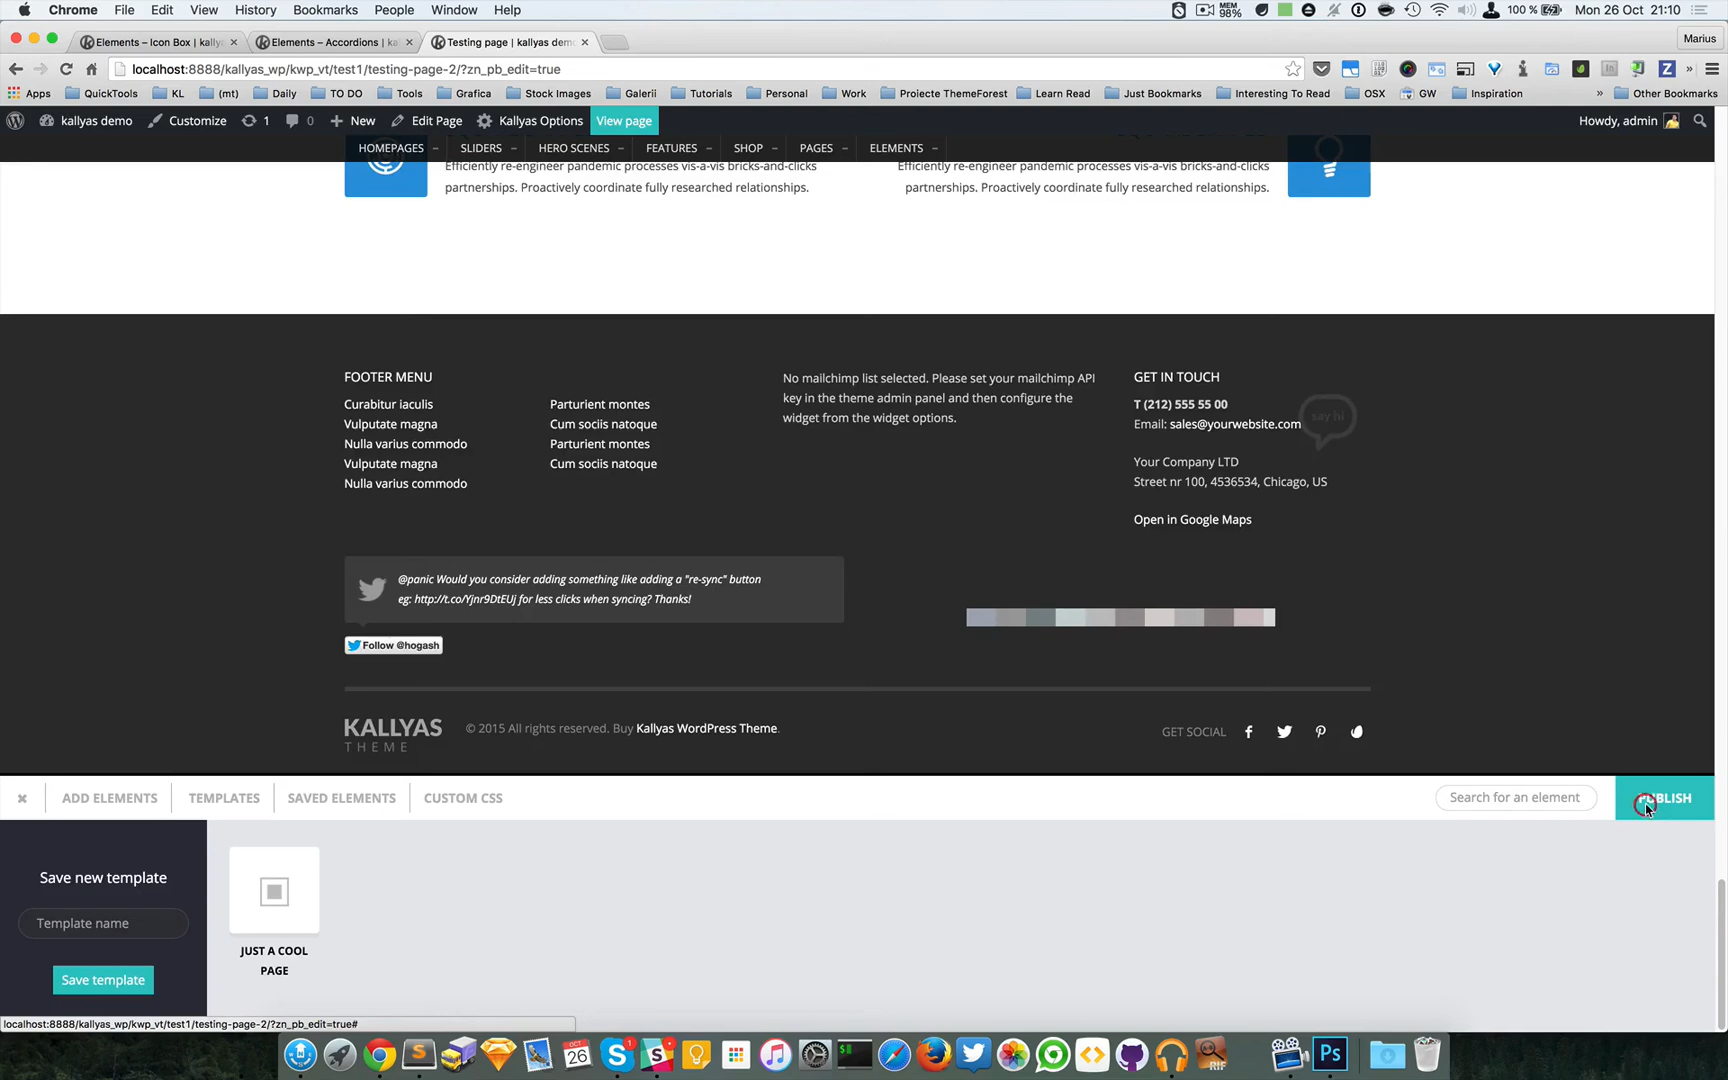 Chrome File Edit View History Bookmarks People Window Help MEM 98% 100 % Mon 26 Oct 21:10
Elements – Icon Box | kally Elements – Accordions | ka Testing page | kallyas dem Marius
localhost:8888/kallyas_wp/kwp_vt/test1/testing-page-2/?zn_pb_edit=true
Apps QuickTools KL (mt) Daily TO DO Tools Grafica Stock Images Galerii Tutorials Personal Work Proiecte ThemeForest Learn Read Just Bookmarks Interesting To Read OSX GW Inspiration » Other Bookmarks
kallyas demo Customize 1 0 New Edit Page Kallyas Options View page Howdy, admin
HOMEPAGES SLIDERS HERO SCENES FEATURES SHOP PAGES ELEMENTS
Efficiently re-engineer pandemic processes vis-a-vis bricks-and-clicks
partnerships. Proactively coordinate fully researched relationships.
Efficiently re-engineer pandemic processes vis-a-vis bricks-and-clicks
partnerships. Proactively coordinate fully researched relationships.
FOOTER MENU
Curabitur iaculis
Vulputate magna
Nulla varius commodo
Vulputate magna
Nulla varius commodo
Parturient montes
Cum sociis natoque
Parturient montes
Cum sociis natoque
No mailchimp list selected. Please set your mailchimp API
key in the theme admin panel and then configure the
widget from the widget options.
GET IN TOUCH
T (212) 555 55 00
Email: sales@yourwebsite.com
say hi
Your Company LTD
Street nr 100, 4536534, Chicago, US
Open in Google Maps
@panic Would you consider adding something like adding a "re-sync" button
eg: http://t.co/Yjnr9DtEUj for less clicks when syncing? Thanks!
Follow @hogash
KALLYAS
THEME
© 2015 All rights reserved. Buy Kallyas WordPress Theme.
GET SOCIAL
ADD ELEMENTS TEMPLATES SAVED ELEMENTS CUSTOM CSS Search for an element PUBLISH
Save new template
Template name
Save template
JUST A COOL
PAGE
localhost:8888/kallyas_wp/kwp_vt/test1/testing-page-2/?zn_pb_edit=true#